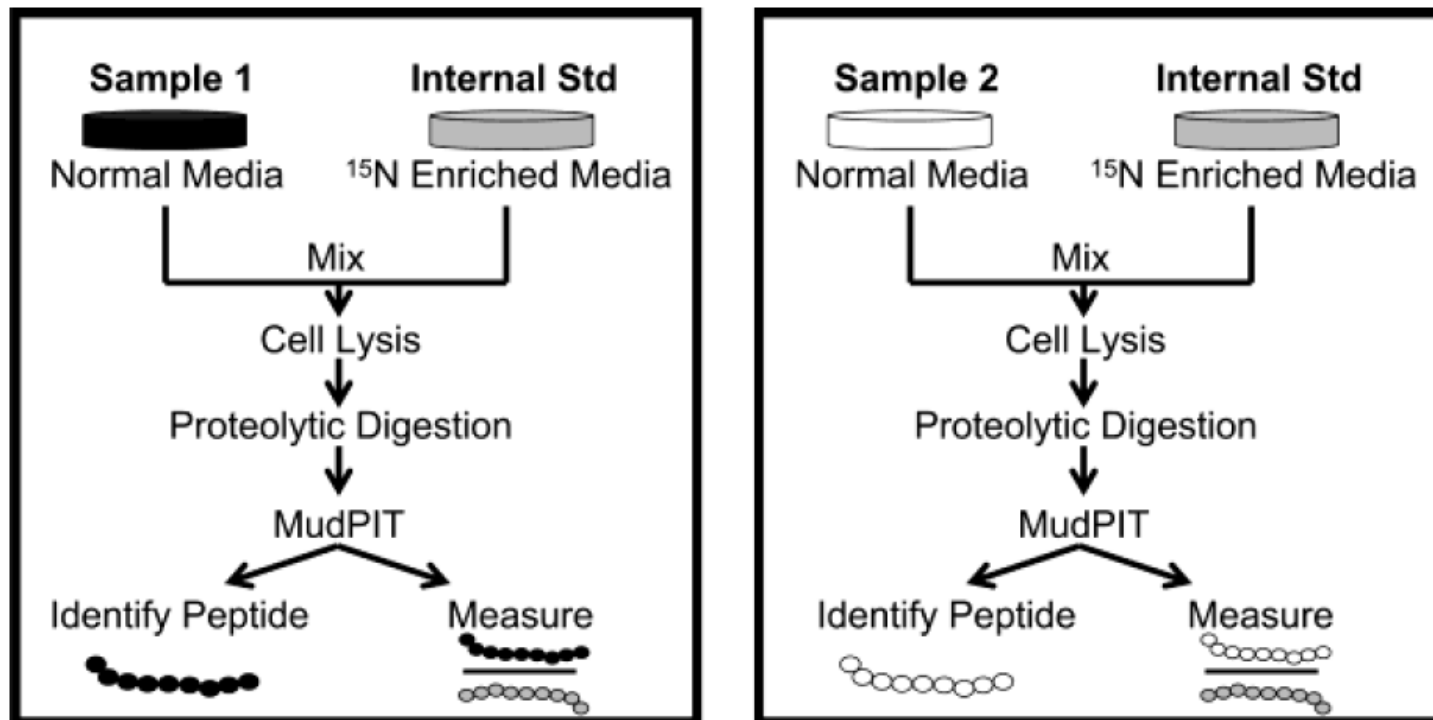 Sample 1 Internal Std
Normal Media ¹⁵N Enriched Media
Mix
Cell Lysis
Proteolytic Digestion
MudPIT
Identify Peptide Measure
Sample 2 Internal Std
Normal Media ¹⁵N Enriched Media
Mix
Cell Lysis
Proteolytic Digestion
MudPIT
Identify Peptide Measure